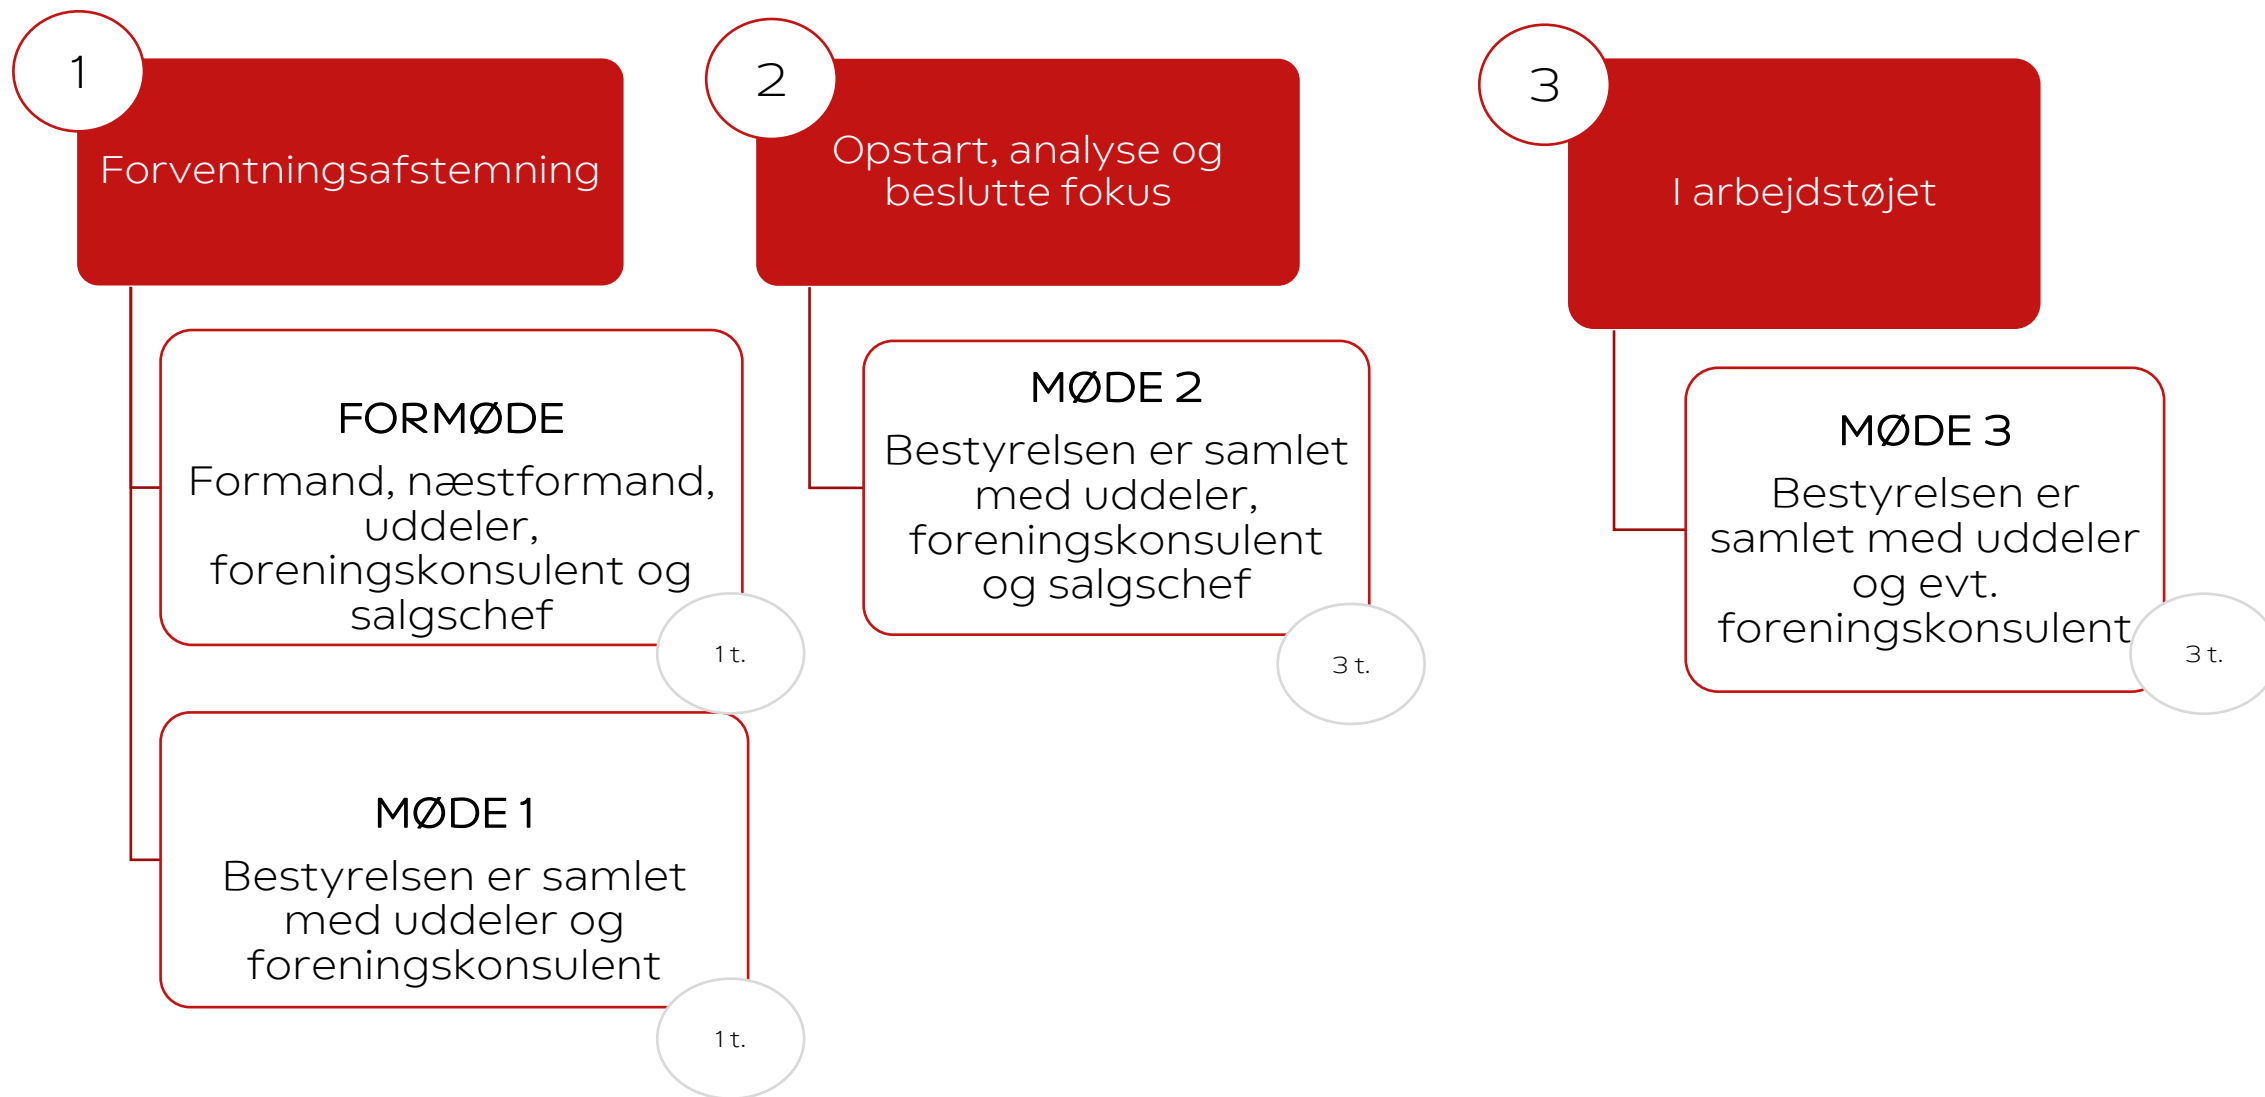 1
Forventningsafstemning
FORMØDE
Formand, næstformand,
uddeler,
foreningskonsulent og
salgschef
1 t.
MØDE 1
Bestyrelsen er samlet
med uddeler og
foreningskonsulent
1 t.
2
Opstart, analyse og
beslutte fokus
MØDE 2
Bestyrelsen er samlet
med uddeler,
foreningskonsulent
og salgschef
3 t.
3
I arbejdstøjet
MØDE 3
Bestyrelsen er
samlet med uddeler
og evt.
foreningskonsulent
3 t.